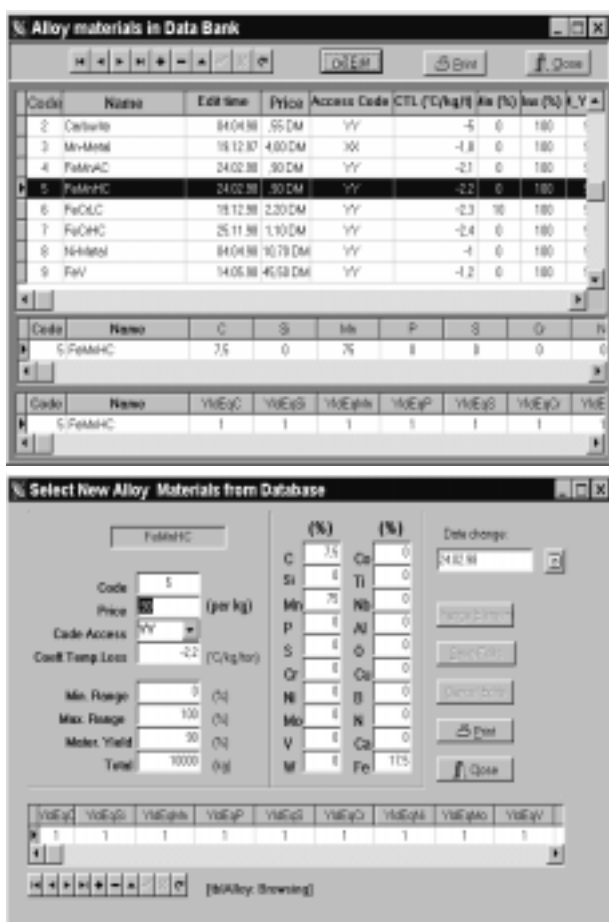 Alloy materials in Data Bank
Edit Print Close
Code Name Edit time Price Access Code CTL (°C/kg/t) Min (%) Max (%)
2 Carburite 04.04.98 ,55 DM YY -5 0 100
3 Mn-Metal 19.12.97 4,00 DM XX -1,8 0 100
4 FeMnAC 24.02.98 ,90 DM YY -2,1 0 100
5 FeMnHC 24.02.98 ,90 DM YY -2,2 0 100
6 FeCrLC 19.12.98 2,20 DM YY -2,3 10 100
7 FeCrHC 25.11.98 1,10 DM YY -2,4 0 100
8 Ni-Metal 04.04.98 10,70 DM YY -1 0 100
9 FeV 14.05.98 45,50 DM YY -1,2 0 100
Code Name C Si Mn P S Cr N
5 FeMnHC 7,5 0 75 0 0 0 0
Code Name YldEqC YldEqSi YldEqMn YldEqP YldEqS YldEqCr YldE
5 FeMnHC 1 1 1 1 1 1
Select New Alloy Materials from Database
FeMnHC
(%) (%)
Date change:
24.02.98
C 7,5 Co 0
Code 5
Si 0 Ti 0
Price (per kg)
Mn 75 Nb 0
Code Access YY
P 0 Al 0
Coeff.Temp.Loss -2,2 (°C/kg/ton)
S 0 O 0
Cr 0 Cu 0
Min. Range 0 (%)
Ni 0 B 0
Max. Range 100 (%)
Mo 0 N 0
Print
Mater. Yield 90 (%)
V 0 Ca 0
Total 10000 (kg)
W 0 Fe 17,5
Close
YldEqC YldEqSi YldEqMn YldEqP YldEqS YldEqCr YldEqNi YldEqMo YldEqV
1 1 1 1 1 1 1 1 1
[tblAlloy: Browsing]